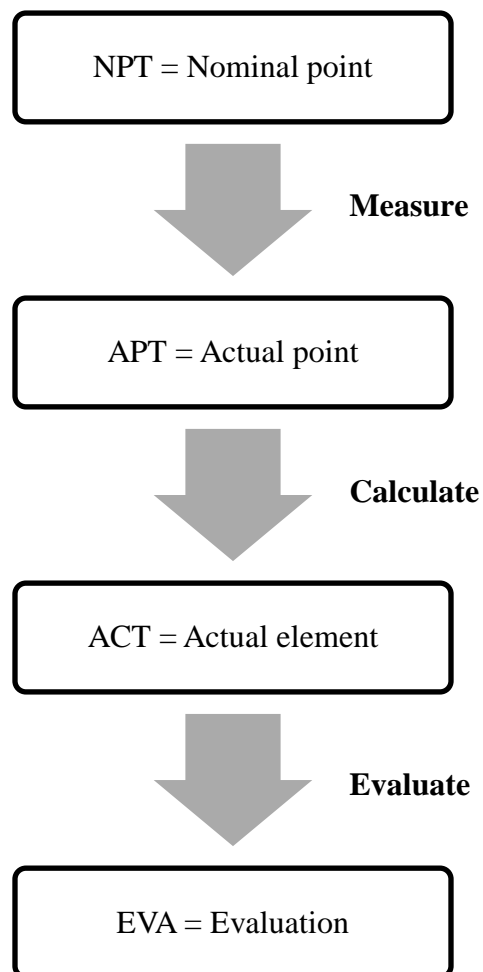 NPT = Nominal point
Measure
APT = Actual point
Calculate
ACT = Actual element
Evaluate
EVA = Evaluation